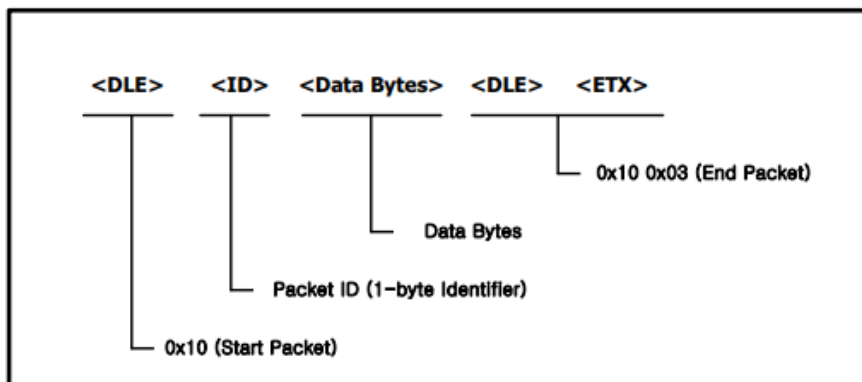 <DLE> <ID> <Data Bytes> <DLE> <ETX>
0x10 0x03 (End Packet)
Data Bytes
Packet ID (1-byte Identifier)
0x10 (Start Packet)